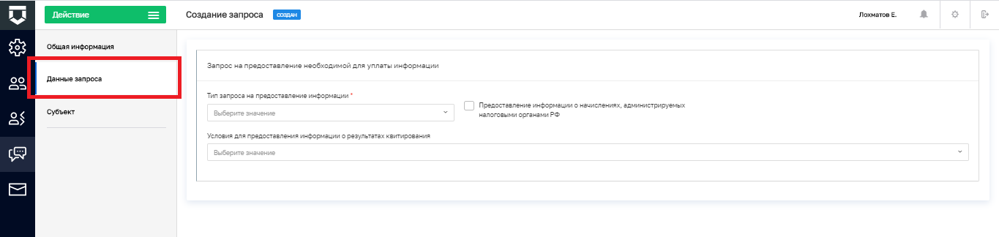 Действие
Создание запроса
СОЗДАН
Лохматов Е.
Общая информация
Данные запроса
Субъект
Запрос на предоставление необходимой для уплаты информации
Тип запроса на предоставление информации *
Выберите значение
Предоставление информации о начислениях, администрируемых
налоговыми органами РФ
Условия для предоставления информации о результатах квитирования
Выберите значение